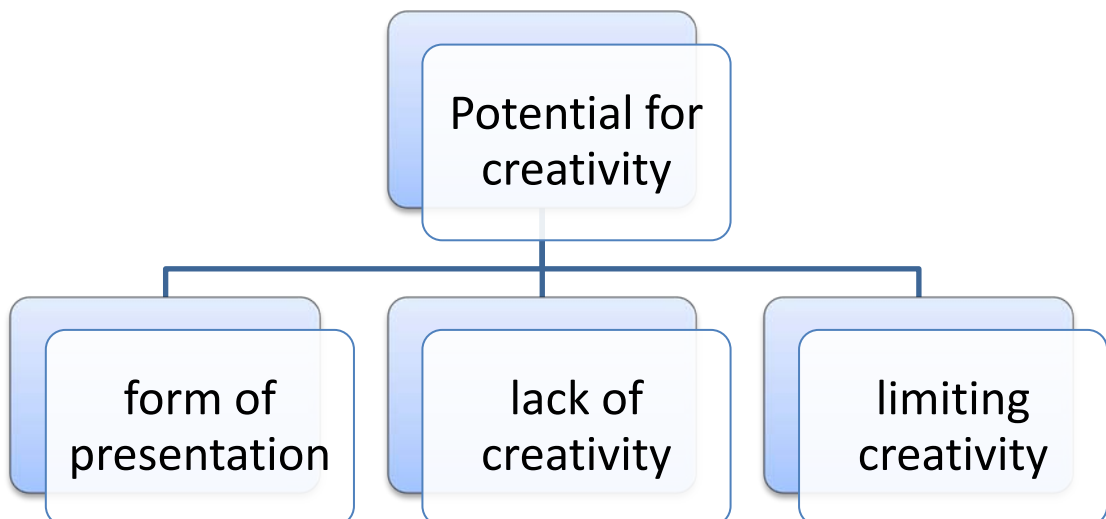 Potential for
creativity
form of
presentation
lack of
creativity
limiting
creativity